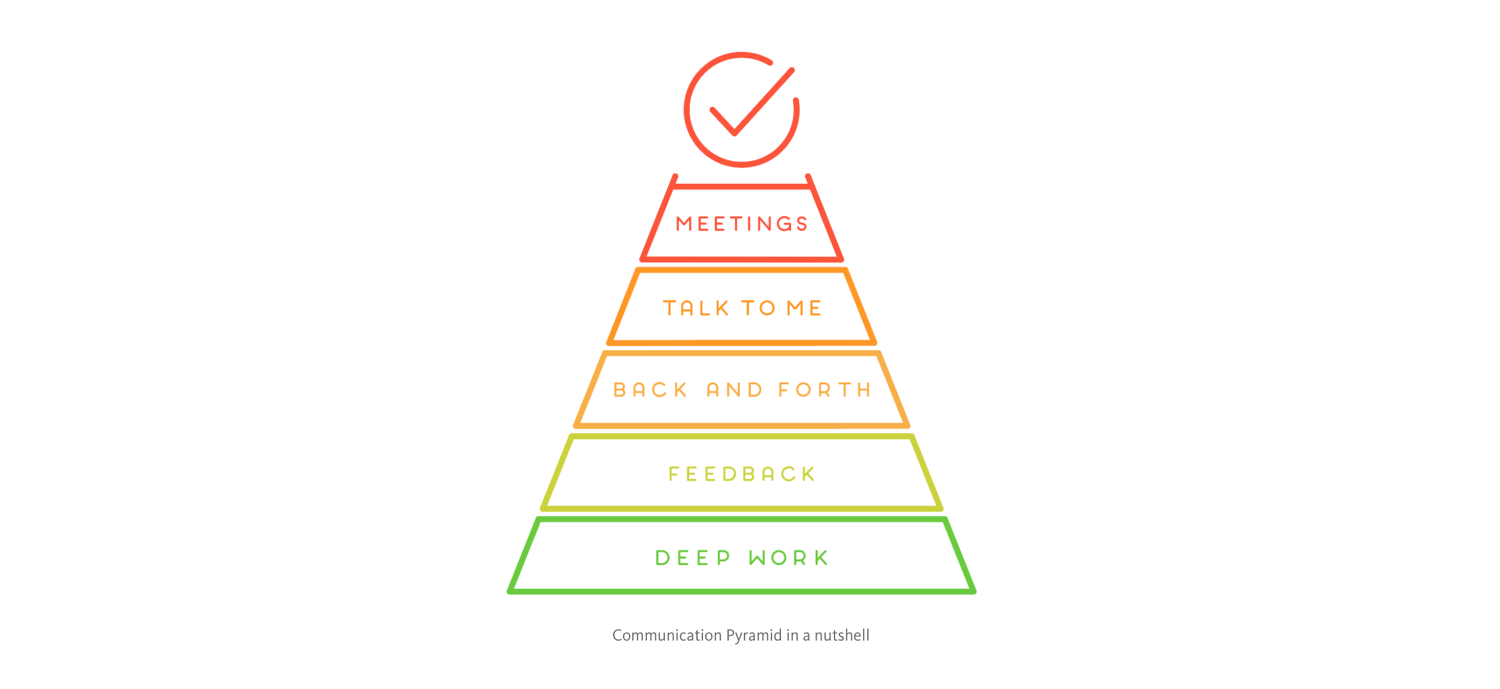 MEETINGS
TALK TO ME
BACK AND FORTH
FEEDBACK
DEEP WORK
Communication Pyramid in a nutshell